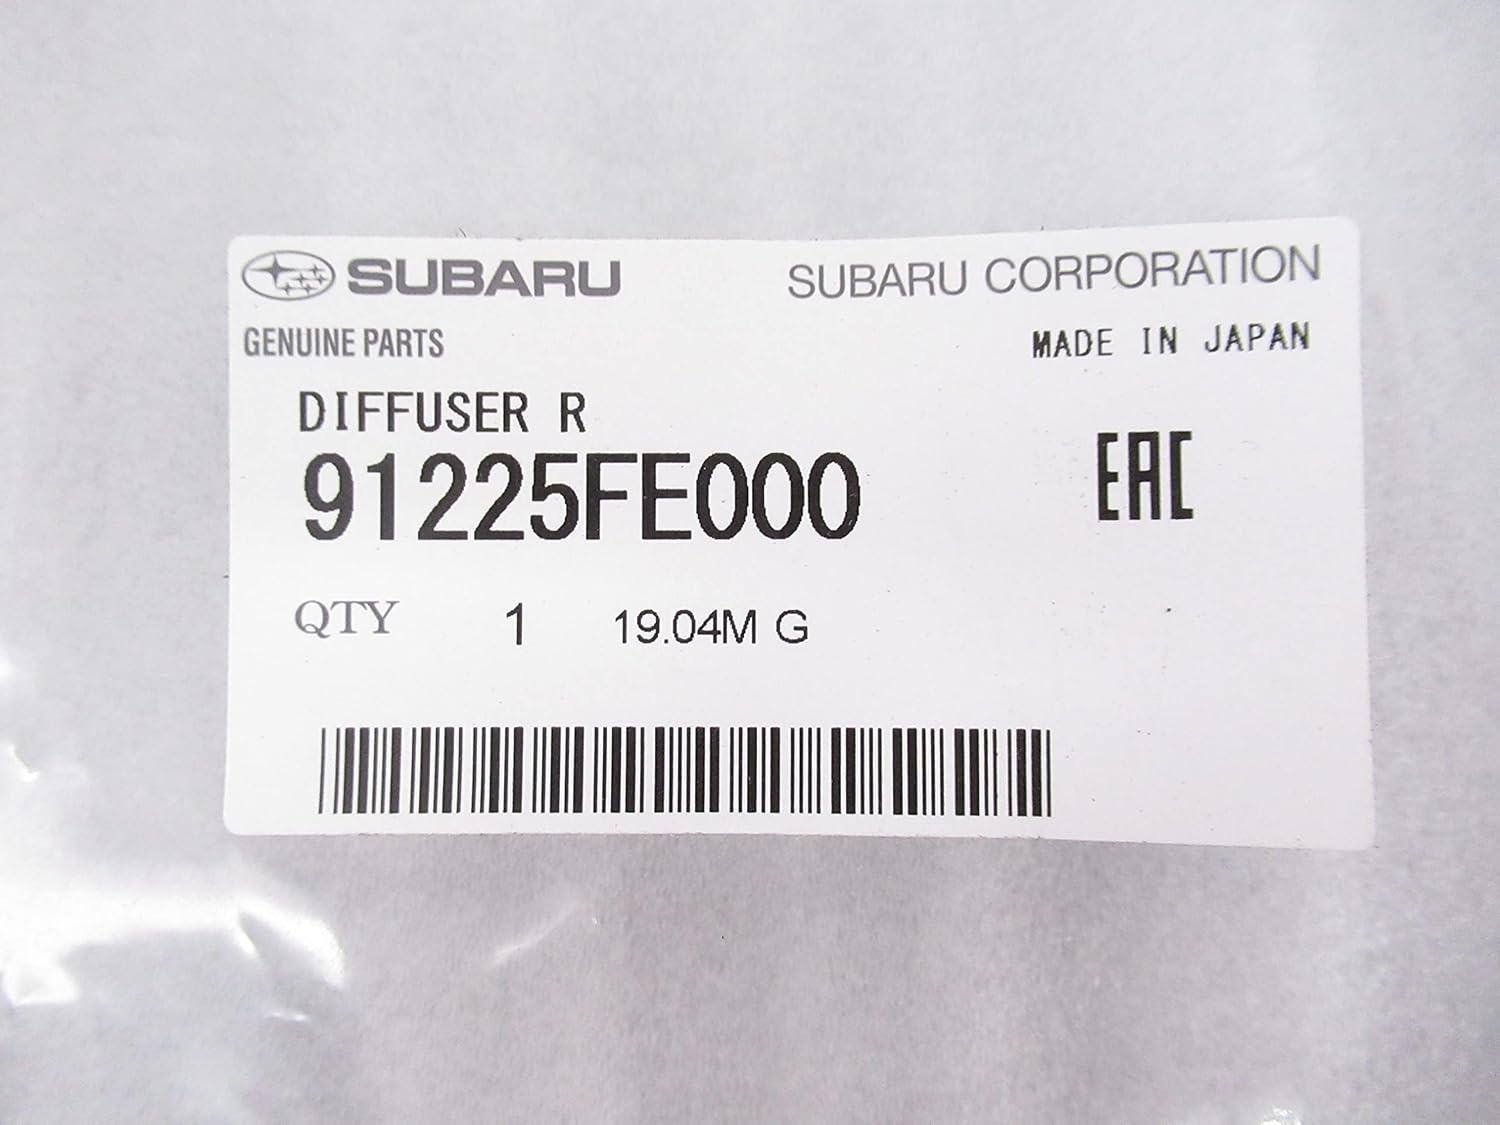 SUBARU SUBARU CORPORATION
GENUINE PARTS MADE IN JAPAN
DIFFUSER R
91225FE000 EAC
QTY 1 19.04M G